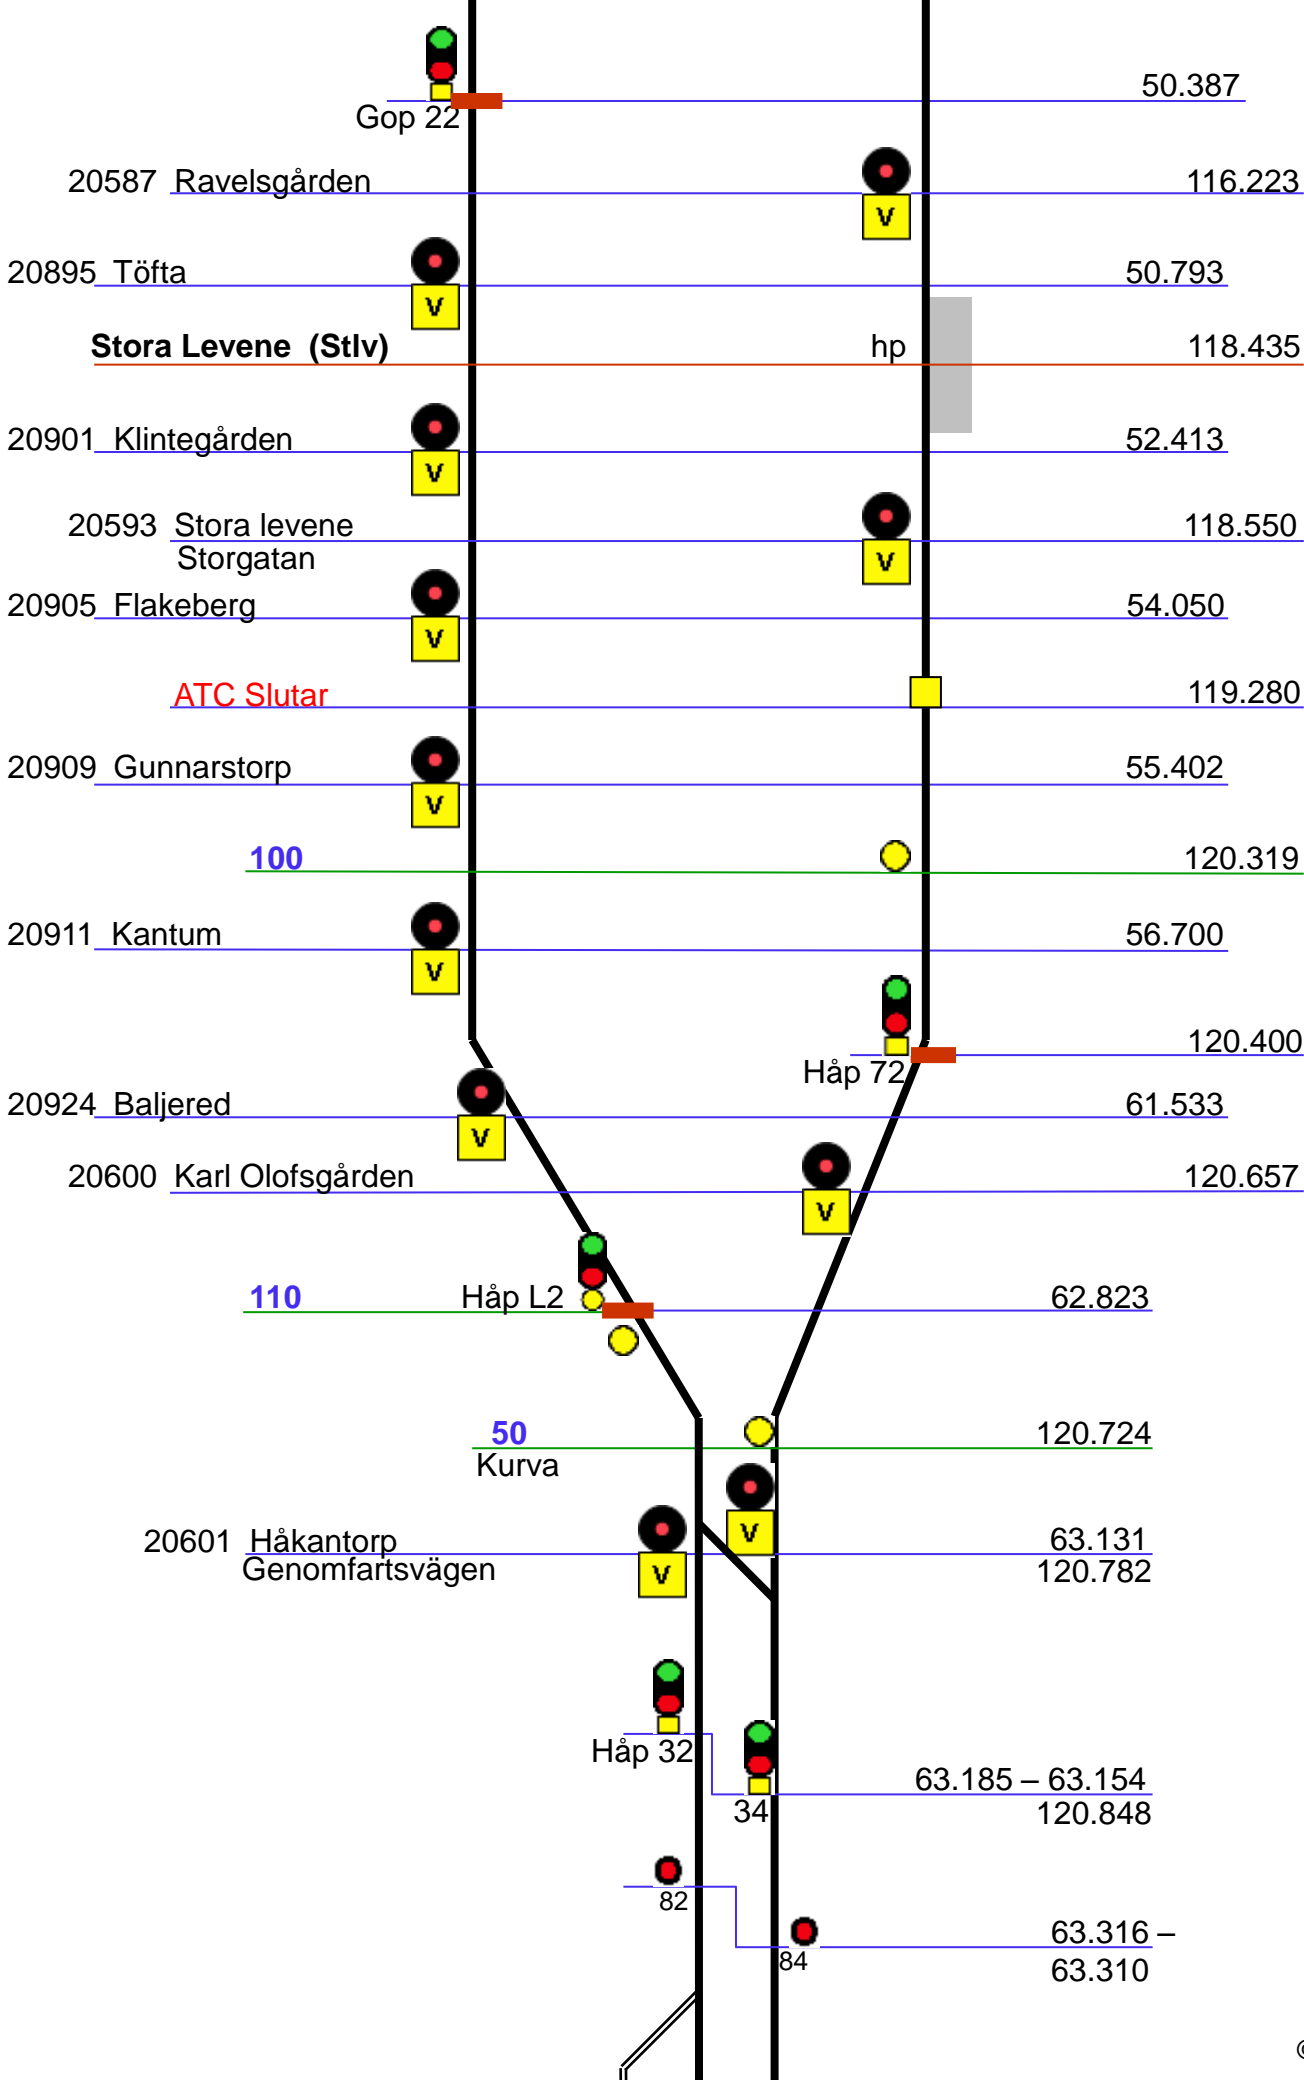 50.387
Gop 22
20587 Ravelsgården 116.223
V
20895 Töfta 50.793
V
Stora Levene (Stlv) hp 118.435
20901 Klintegården 52.413
V
20593 Stora levene 118.550
Storgatan V
20905 Flakeberg 54.050
V
ATC Slutar 119.280
20909 Gunnarstorp 55.402
V
100 120.319
20911 Kantum 56.700
V
120.400
Håp 72
20924 Baljered 61.533
V
20600 Karl Olofsgården 120.657
V
110 Håp L2 62.823
50 120.724
Kurva
V
20601 Håkantorp 63.131
Genomfartsvägen V 120.782
Håp 32
63.185 – 63.154
34 120.848
82
63.316 –
84 63.310
©